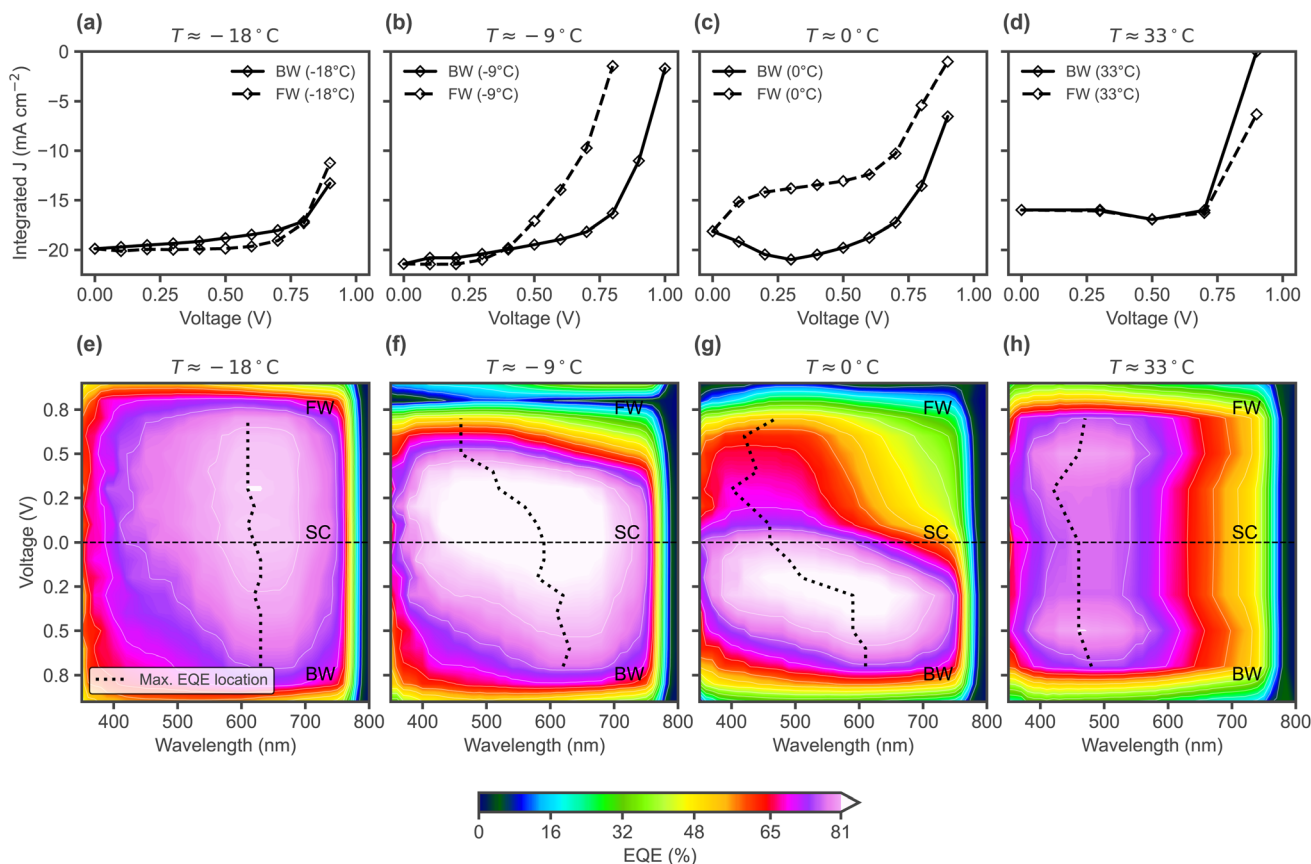 (a)
T ≈ −18°C
(b)
T ≈ −9°C
(c)
T ≈ 0°C
(d)
T ≈ 33°C
Integrated J (mA cm⁻²)
0
−5
−10
−15
−20
BW (-18°C)
FW (-18°C)
BW (-9°C)
FW (-9°C)
BW (0°C)
FW (0°C)
BW (33°C)
FW (33°C)
0.00 0.25 0.50 0.75 1.00
0.00 0.25 0.50 0.75 1.00
0.00 0.25 0.50 0.75 1.00
0.00 0.25 0.50 0.75 1.00
Voltage (V)
Voltage (V)
Voltage (V)
Voltage (V)
(e)
T ≈ −18°C
(f)
T ≈ −9°C
(g)
T ≈ 0°C
(h)
T ≈ 33°C
Voltage (V)
0.8
0.5
0.2
0.0
0.2
0.5
0.8
FW
SC
BW
Max. EQE location
FW
SC
BW
FW
SC
BW
FW
SC
BW
400 500 600 700 800
400 500 600 700 800
400 500 600 700 800
400 500 600 700 800
Wavelength (nm)
Wavelength (nm)
Wavelength (nm)
Wavelength (nm)
0 16 32 48 65 81
EQE (%)